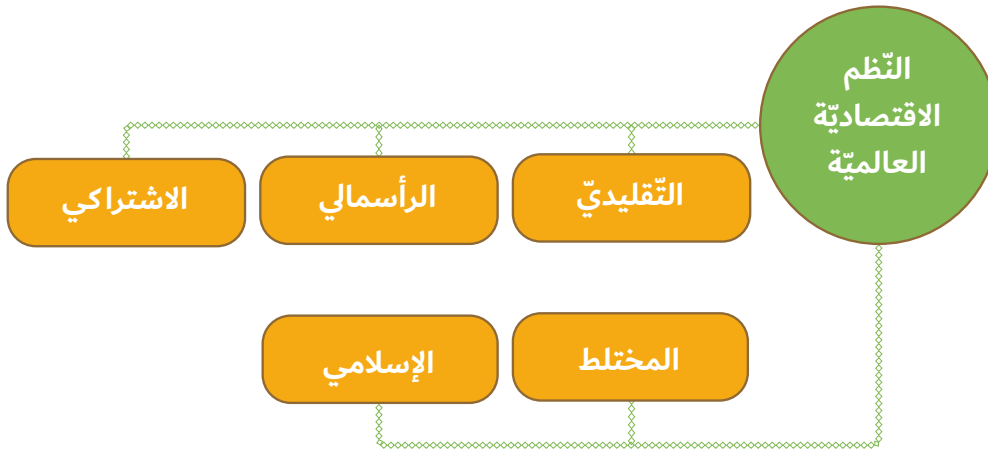 النّظم
الاقتصاديّة
العالميّة
التّقليديّ
الرأسمالي
الاشتراكي
المختلط
الإسلامي